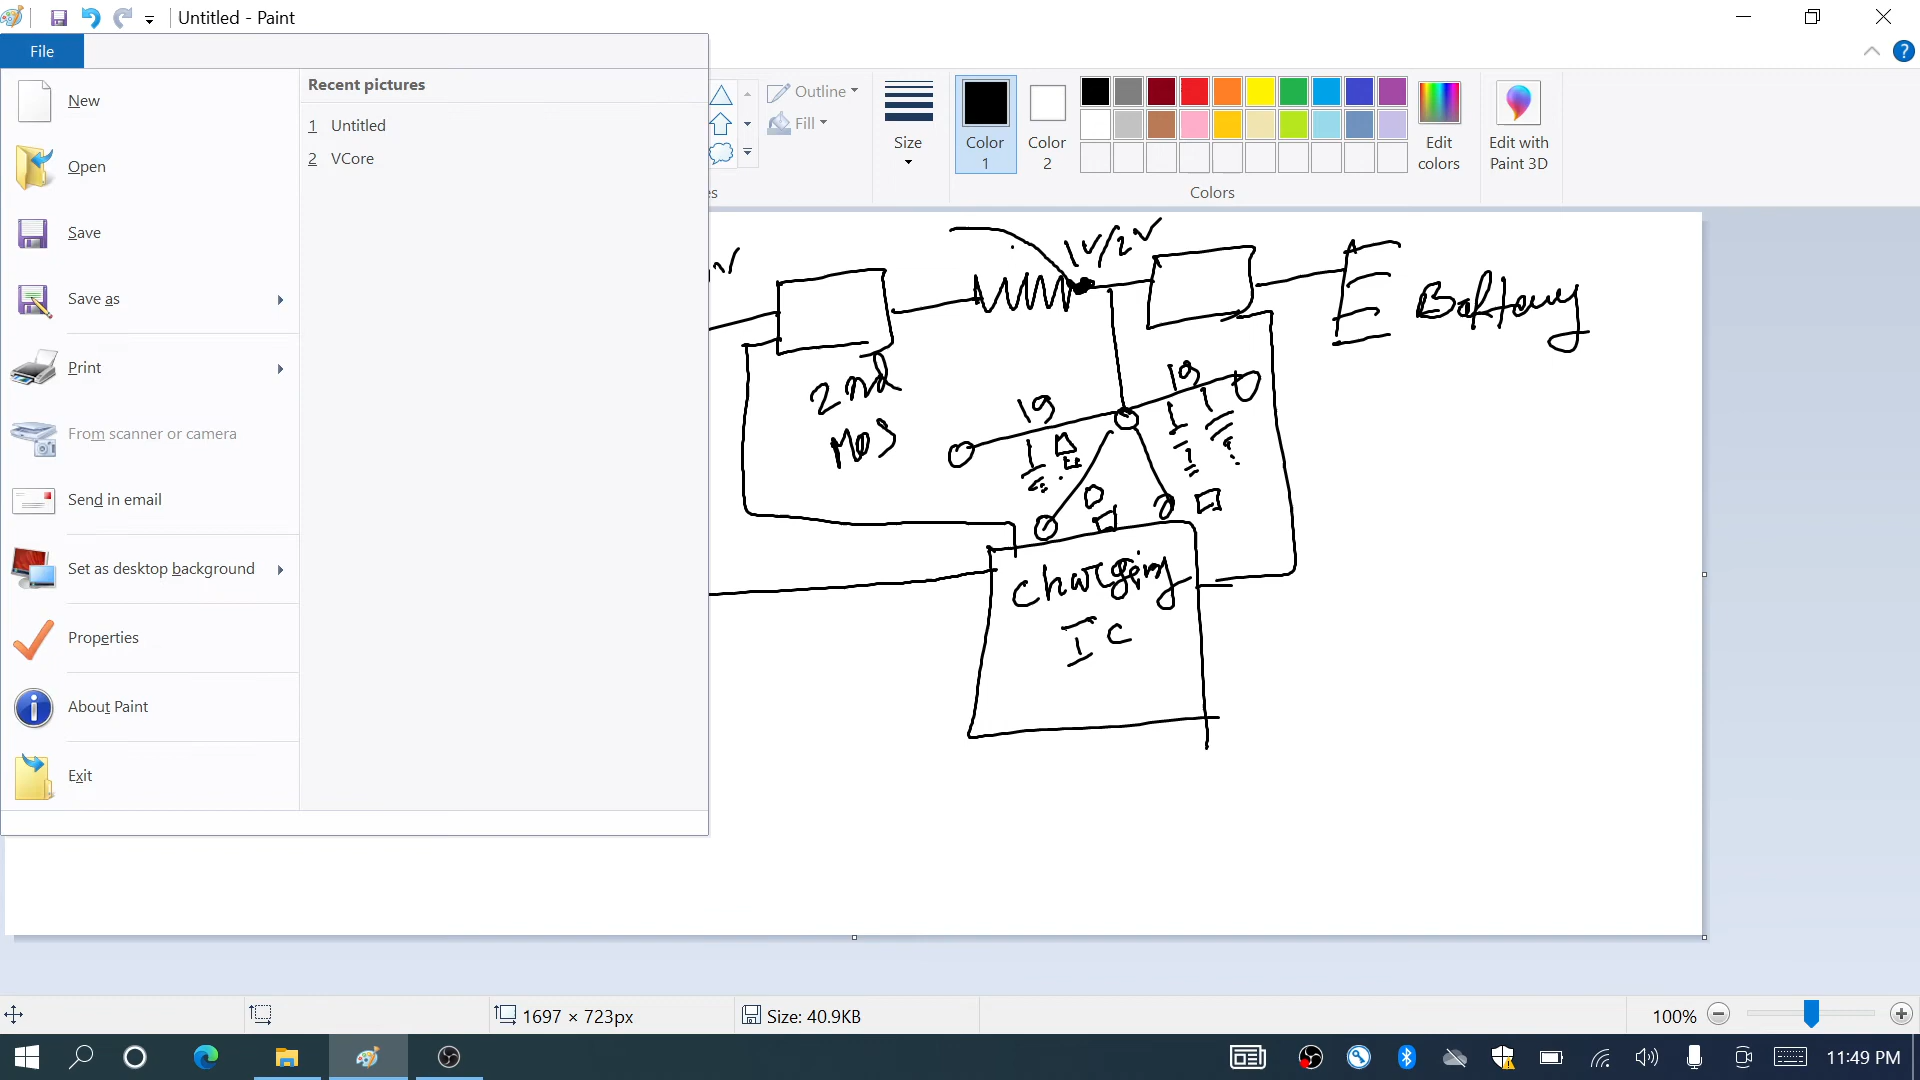 Untitled - Paint
File
New
Open
Save
Save as
Print
From scanner or camera
Send in email
Set as desktop background
Properties
About Paint
Exit
Recent pictures
1 Untitled
2 VCore
Outline
Fill
Size
Color 1
Color 2
Edit colors
Edit with Paint 3D
Colors
1V/2V
Battery
2nd
MOS
19
19
Charging
IC
1697 × 723px
Size: 40.9KB
100%
11:49 PM